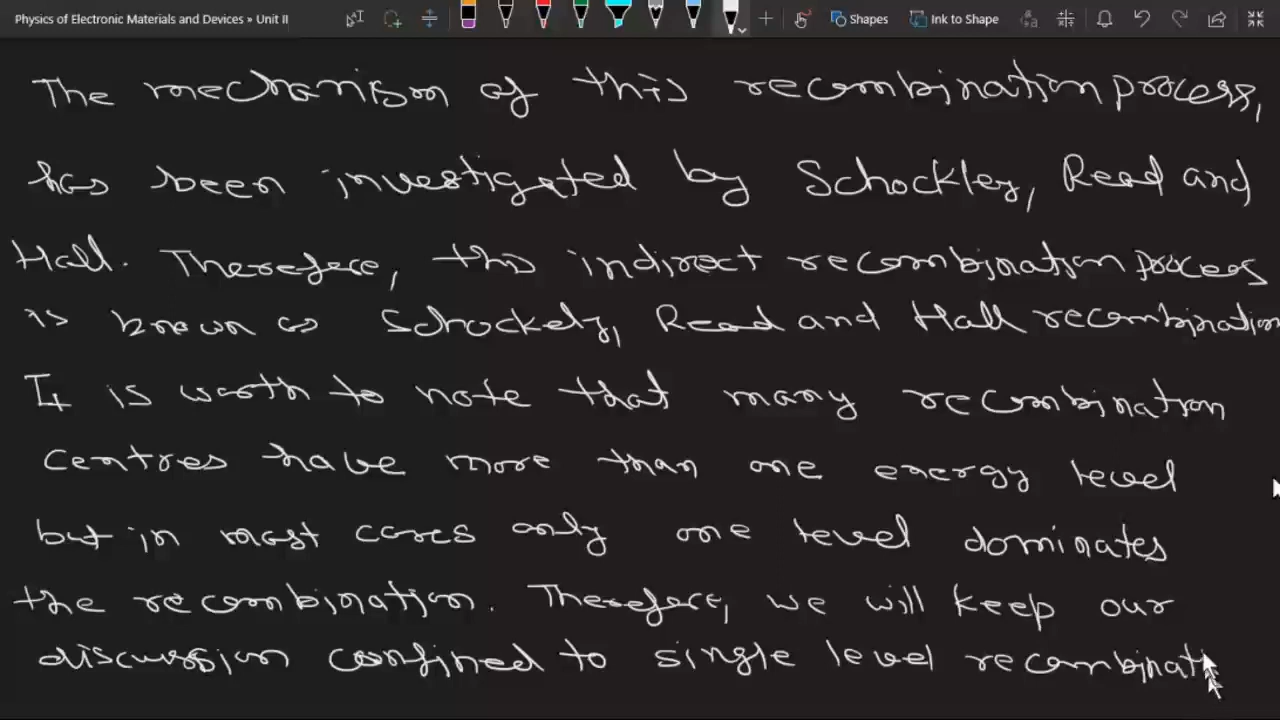 Physics of Electronic Materials and Devices » Unit II
Shapes
Ink to Shape
The mechanism of this recombination process,
has been investigated by Schockley, Read and
Hall. Therefore, this indirect recombination process
is known as Schockely, Read and Hall recombination
It is worth to note that many recombination
centres have more than one energy level
but in most cases only one level dominates
the recombination. Therefore, we will keep our
discussion confined to single level recombinati